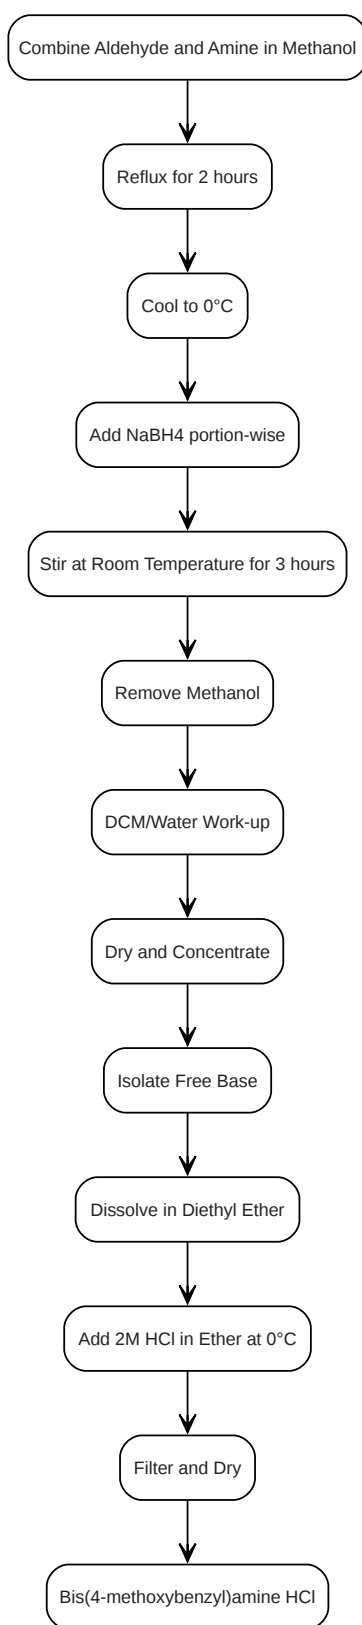 Combine Aldehyde and Amine in Methanol
Reflux for 2 hours
Cool to 0°C
Add NaBH4 portion-wise
Stir at Room Temperature for 3 hours
Remove Methanol
DCM/Water Work-up
Dry and Concentrate
Isolate Free Base
Dissolve in Diethyl Ether
Add 2M HCl in Ether at 0°C
Filter and Dry
Bis(4-methoxybenzyl)amine HCl